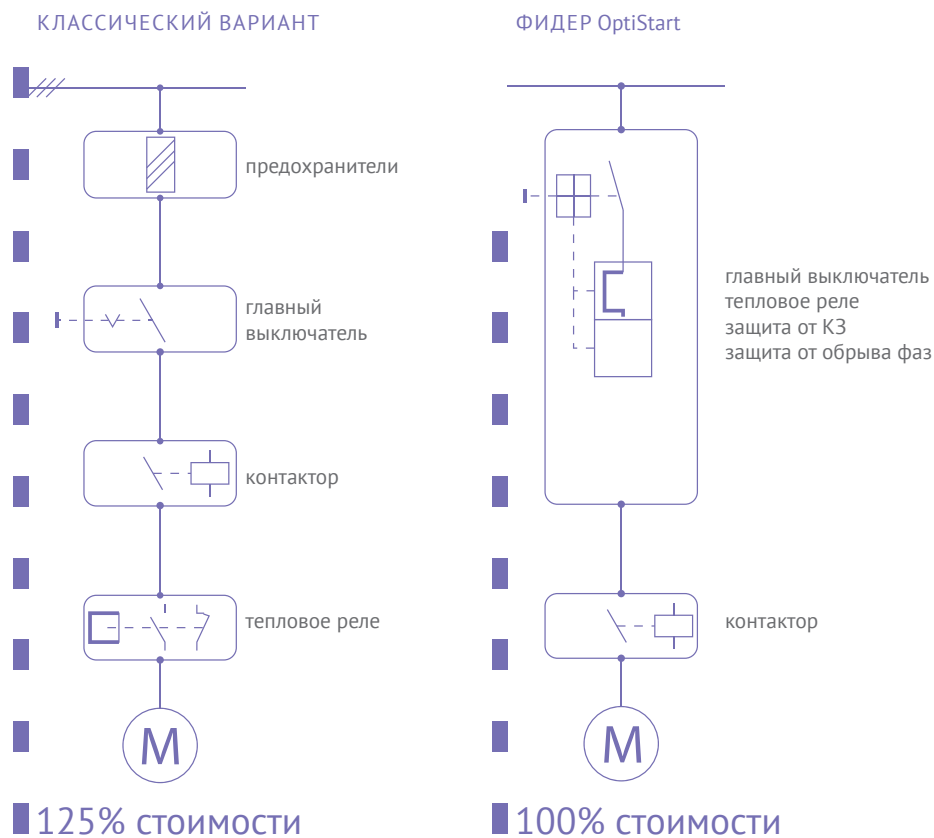 КЛАССИЧЕСКИЙ ВАРИАНТ
предохранители
главный
выключатель
контактор
тепловое реле
M
125% стоимости
ФИДЕР OptiStart
главный выключатель
тепловое реле
защита от КЗ
защита от обрыва фаз
контактор
M
100% стоимости